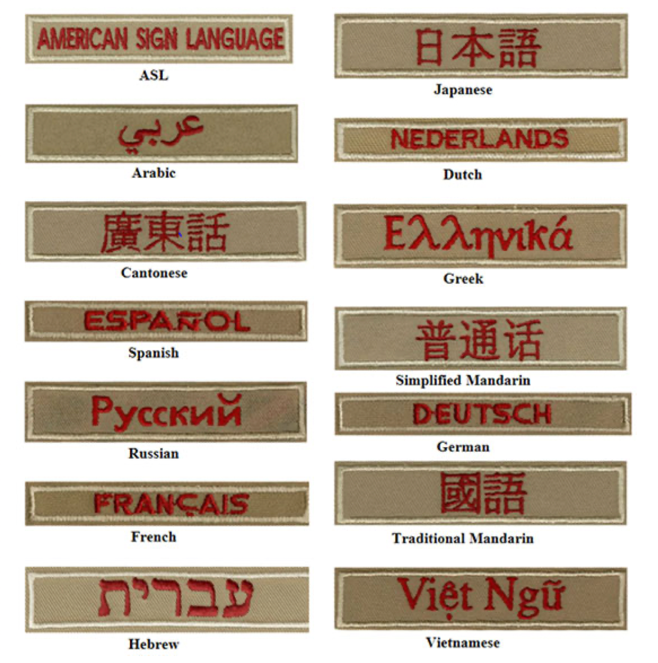 AMERICAN SIGN LANGUAGE
ASL
عربي
Arabic
廣東話
Cantonese
ESPAÑOL
Spanish
Русский
Russian
FRANÇAIS
French
עברית
Hebrew
日本語
Japanese
NEDERLANDS
Dutch
Ελληνικά
Greek
普通话
Simplified Mandarin
DEUTSCH
German
國語
Traditional Mandarin
Việt Ngữ
Vietnamese